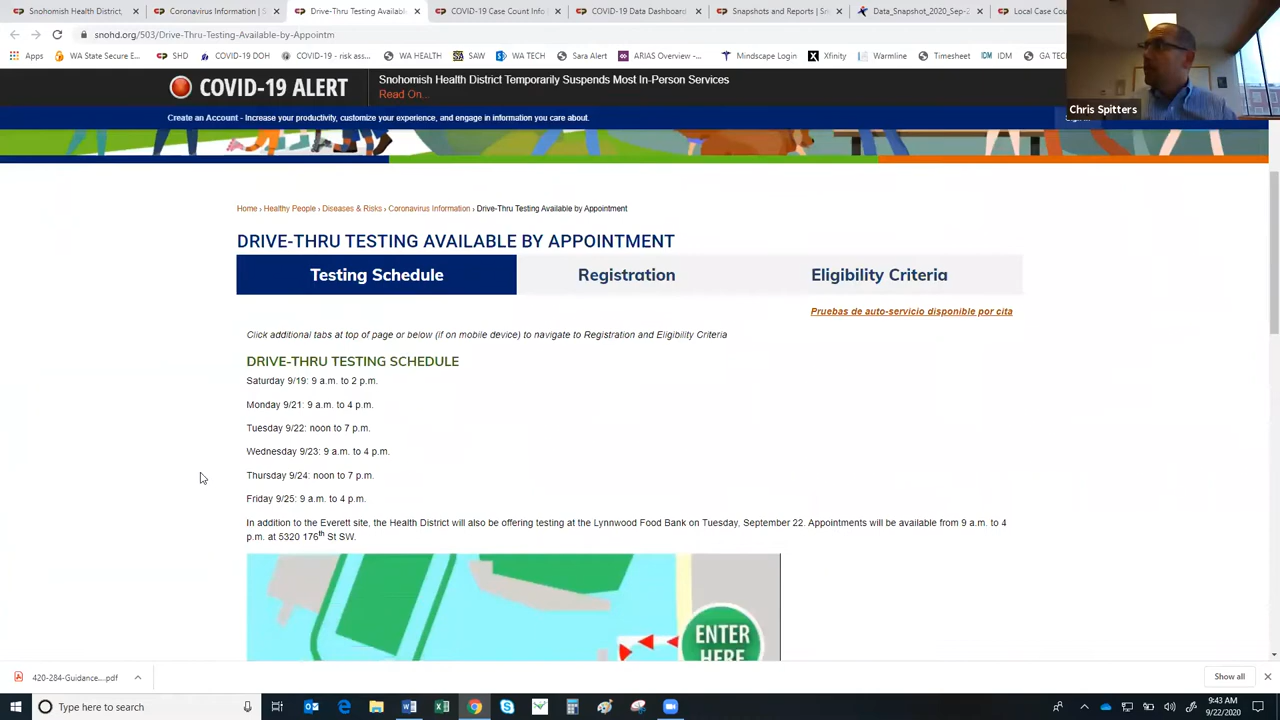 Snohomish Health District,
Coronavirus Information | S
Drive-Thru Testing Availabl
COVID-19 Case Count Info
COVID-19 Data Dashboard
Snapshots and Reports | Sn
Data_Snapshot_2020_Sep-
Local Case Cou
snohd.org/503/Drive-Thru-Testing-Available-by-Appointm
Apps
WA State Secure E...
SHD
COVID-19 DOH
COVID-19 - risk ass...
WA HEALTH
SAW
WA TECH
Sara Alert
ARIAS Overview -...
Mindscape Login
Xfinity
Warmline
Timesheet
IDM
GA TEC
Chris Spitters
COVID-19 ALERT
Snohomish Health District Temporarily Suspends Most In-Person Services
Read On...
Create an Account - Increase your productivity, customize your experience, and engage in information you care about.
Home › Healthy People › Diseases & Risks › Coronavirus Information › Drive-Thru Testing Available by Appointment
DRIVE-THRU TESTING AVAILABLE BY APPOINTMENT
Testing Schedule
Registration
Eligibility Criteria
Pruebas de auto-servicio disponible por cita
Click additional tabs at top of page or below (if on mobile device) to navigate to Registration and Eligibility Criteria
DRIVE-THRU TESTING SCHEDULE
Saturday 9/19: 9 a.m. to 2 p.m.
Monday 9/21: 9 a.m. to 4 p.m.
Tuesday 9/22: noon to 7 p.m.
Wednesday 9/23: 9 a.m. to 4 p.m.
Thursday 9/24: noon to 7 p.m.
Friday 9/25: 9 a.m. to 4 p.m.
In addition to the Everett site, the Health District will also be offering testing at the Lynnwood Food Bank on Tuesday, September 22. Appointments will be available from 9 a.m. to 4
p.m. at 5320 176th St SW.
ENTER
HERE
420-284-Guidance....pdf
Show all
Type here to search
9:43 AM
9/22/2020